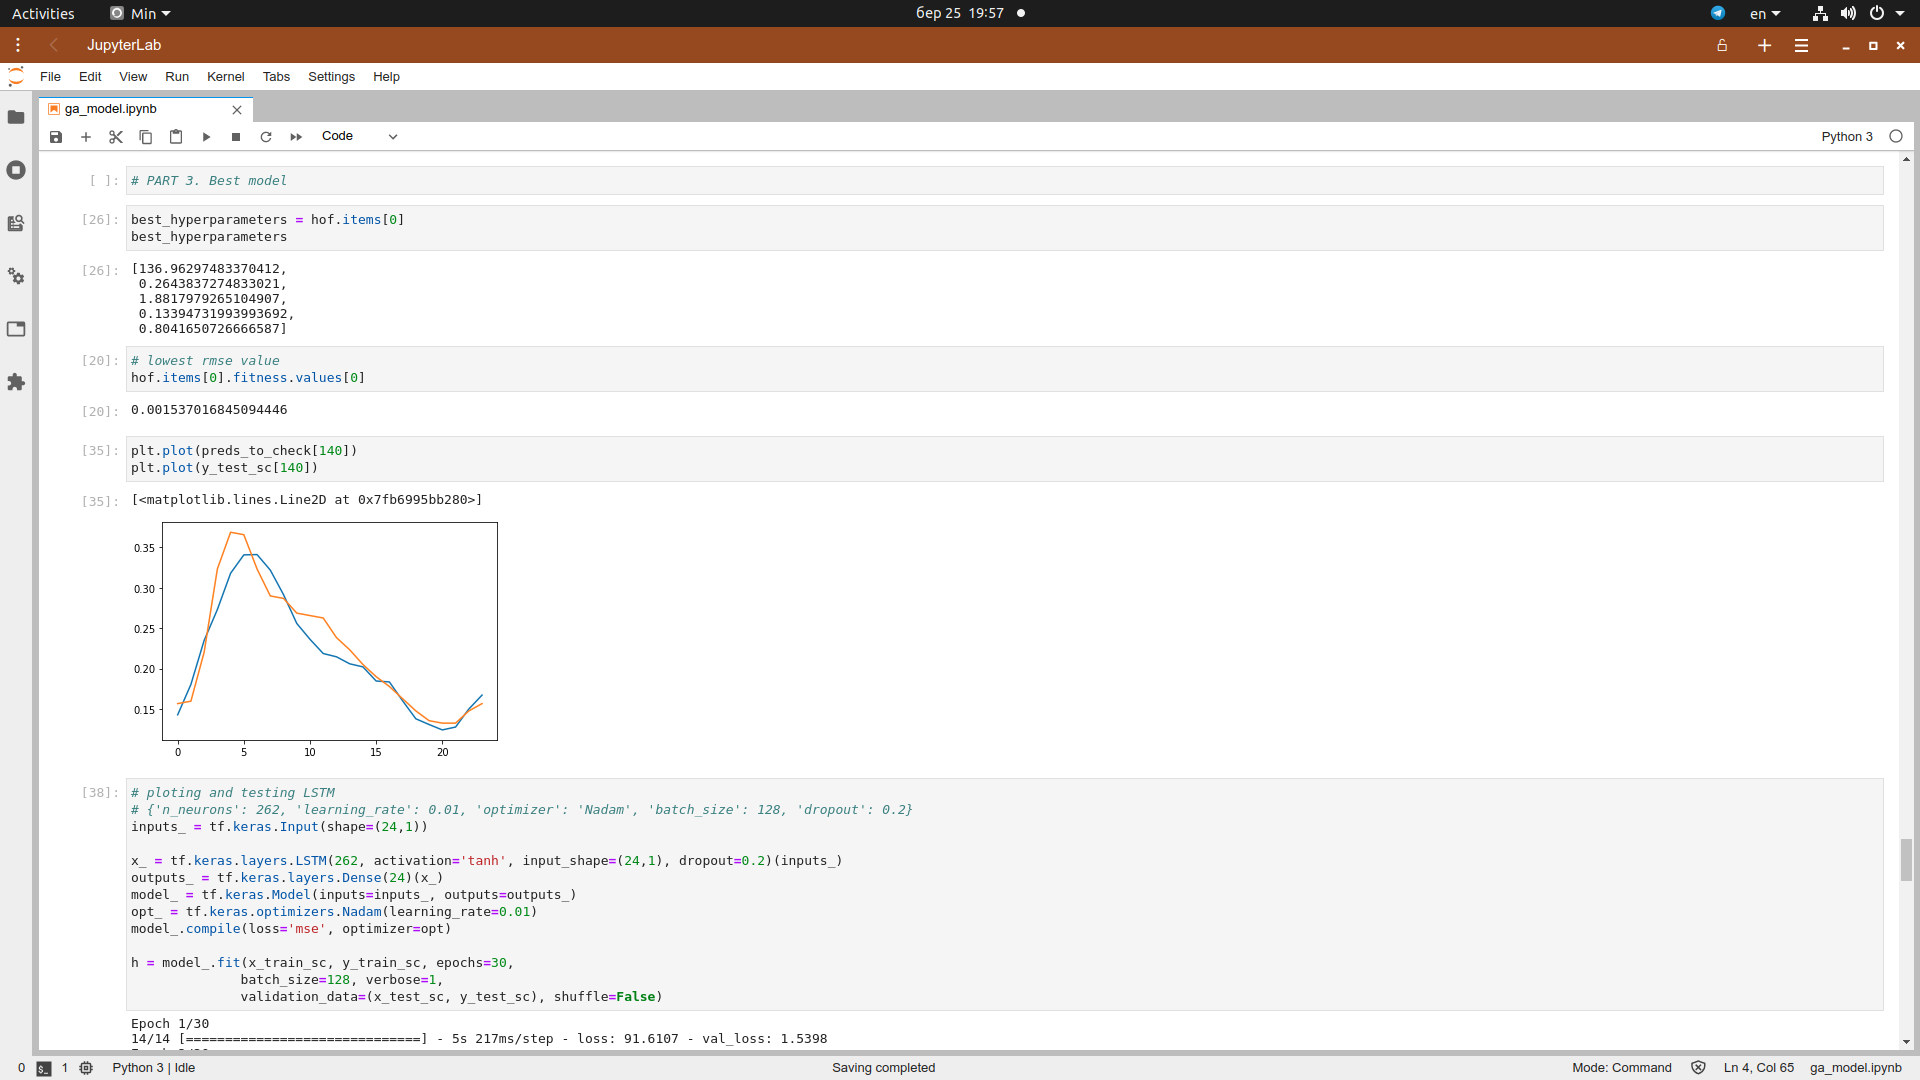 Activities Min бер 25 19:57 en
JupyterLab
File Edit View Run Kernel Tabs Settings Help
ga_model.ipynb
Code Python 3
[ ]: # PART 3. Best model
[26]: best_hyperparameters = hof.items[0]
best_hyperparameters
[26]: [136.96297483370412,
0.2643837274833021,
1.8817979265104907,
0.13394731993993692,
0.8041650726666587]
[20]: # lowest rmse value
hof.items[0].fitness.values[0]
[20]: 0.001537016845094446
[35]: plt.plot(preds_to_check[140])
plt.plot(y_test_sc[140])
[35]: [<matplotlib.lines.Line2D at 0x7fb6995bb280>]
0.35
0.30
0.25
0.20
0.15
0 5 10 15 20
[38]: # ploting and testing LSTM
# {'n_neurons': 262, 'learning_rate': 0.01, 'optimizer': 'Nadam', 'batch_size': 128, 'dropout': 0.2}
inputs_ = tf.keras.Input(shape=(24,1))
x_ = tf.keras.layers.LSTM(262, activation='tanh', input_shape=(24,1), dropout=0.2)(inputs_)
outputs_ = tf.keras.layers.Dense(24)(x_)
model_ = tf.keras.Model(inputs=inputs_, outputs=outputs_)
opt_ = tf.keras.optimizers.Nadam(learning_rate=0.01)
model_.compile(loss='mse', optimizer=opt)
h = model_.fit(x_train_sc, y_train_sc, epochs=30,
batch_size=128, verbose=1,
validation_data=(x_test_sc, y_test_sc), shuffle=False)
Epoch 1/30
14/14 [==============================] - 5s 217ms/step - loss: 91.6107 - val_loss: 1.5398
0 $_ 1 Python 3 | Idle Saving completed Mode: Command Ln 4, Col 65 ga_model.ipynb